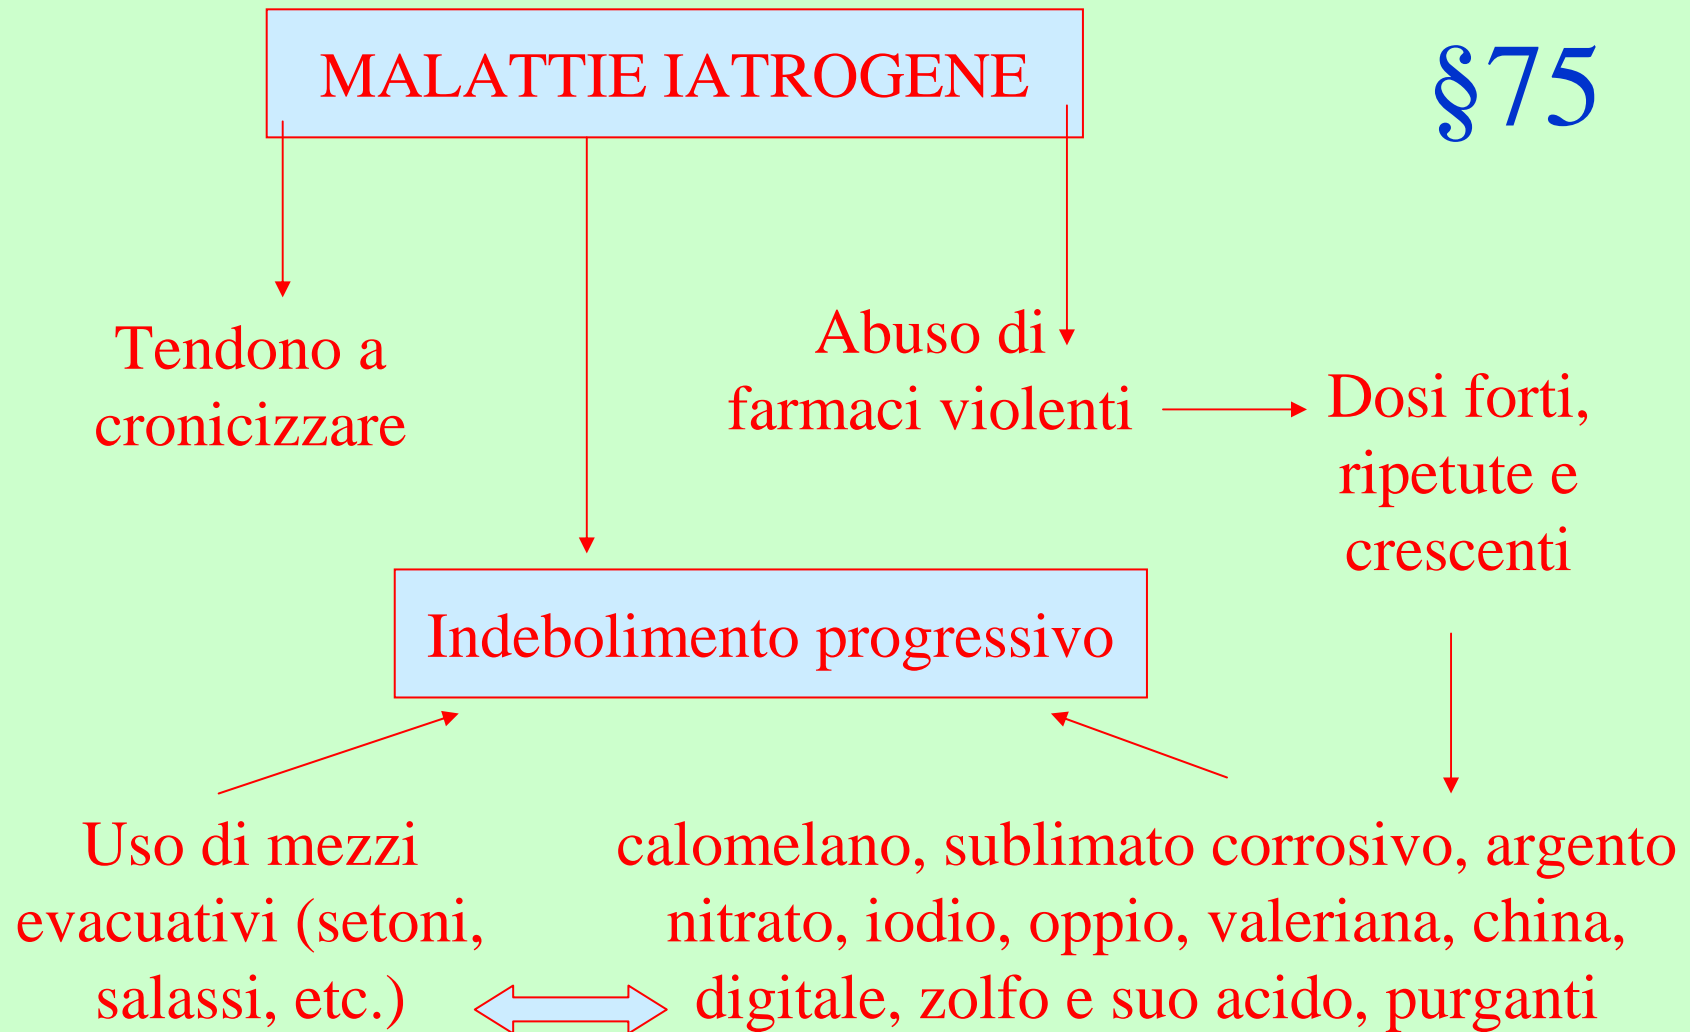 MALATTIE IATROGENE
§75
Tendono a
cronicizzare
Abuso di
farmaci violenti
Dosi forti,
ripetute e
crescenti
Indebolimento progressivo
Uso di mezzi
evacuativi (setoni,
salassi, etc.)
calomelano, sublimato corrosivo, argento
nitrato, iodio, oppio, valeriana, china,
digitale, zolfo e suo acido, purganti